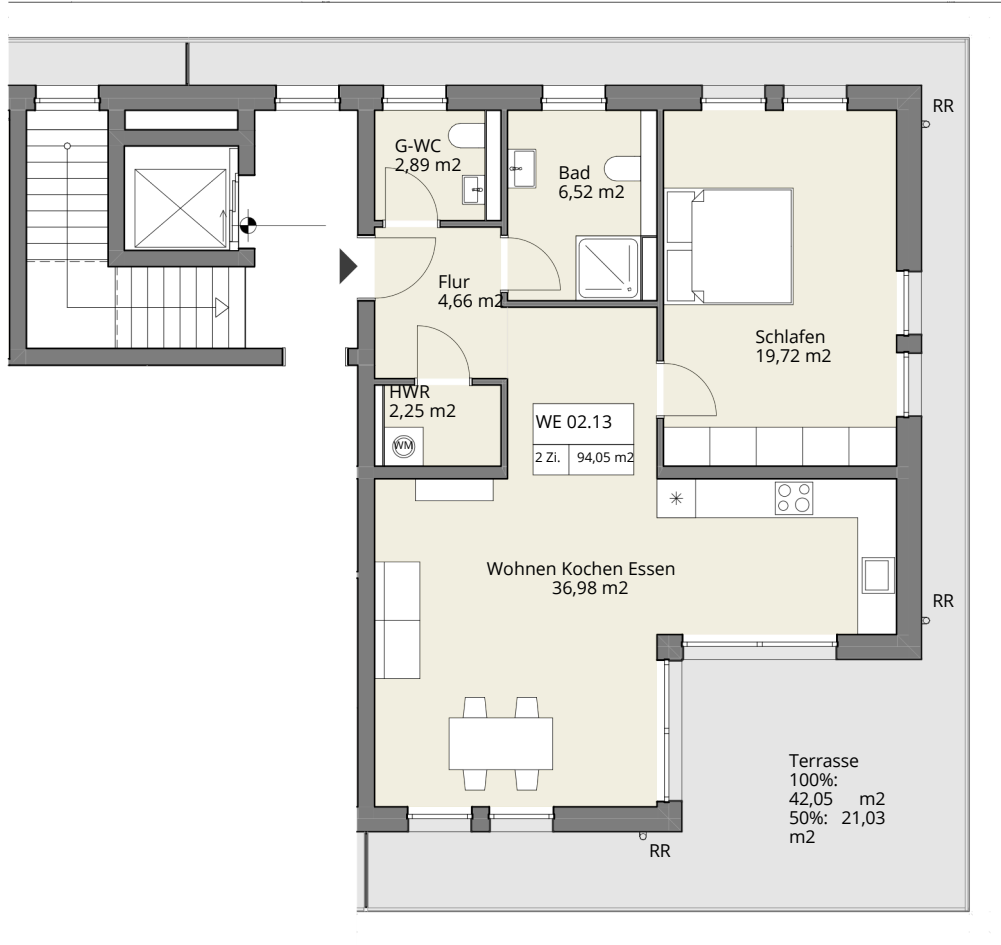 RR
G-WC
2,89 m2
Bad
6,52 m2
Flur
4,66 m2
Schlafen
19,72 m2
HWR
2,25 m2
WM
WE 02.13
2 Zi. 94,05 m2
Wohnen Kochen Essen
36,98 m2
RR
Terrasse
100%:
42,05 m2
50%: 21,03
m2
RR